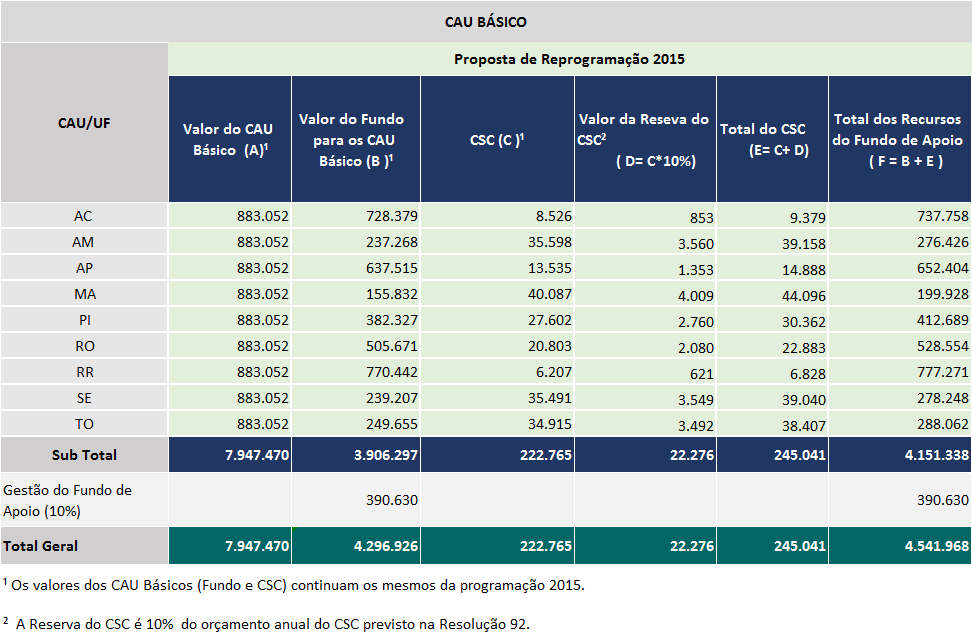 CAU BÁSICO
Proposta de Reprogramação 2015
CAU/UF
Valor do CAU
Básico (A)¹
Valor do Fundo
para os CAU
Básico (B )¹
CSC (C )¹
Valor da Reseva do
CSC²
( D= C*10%)
Total do CSC
(E= C+ D)
Total dos Recursos
do Fundo de Apoio
( F = B + E )
AC 883.052 728.379 8.526 853 9.379 737.758
AM 883.052 237.268 35.598 3.560 39.158 276.426
AP 883.052 637.515 13.535 1.353 14.888 652.404
MA 883.052 155.832 40.087 4.009 44.096 199.928
PI 883.052 382.327 27.602 2.760 30.362 412.689
RO 883.052 505.671 20.803 2.080 22.883 528.554
RR 883.052 770.442 6.207 621 6.828 777.271
SE 883.052 239.207 35.491 3.549 39.040 278.248
TO 883.052 249.655 34.915 3.492 38.407 288.062
Sub Total 7.947.470 3.906.297 222.765 22.276 245.041 4.151.338
Gestão do Fundo de
Apoio (10%) 390.630 390.630
Total Geral 7.947.470 4.296.926 222.765 22.276 245.041 4.541.968
¹ Os valores dos CAU Básicos (Fundo e CSC) continuam os mesmos da programação 2015.
² A Reserva do CSC é 10% do orçamento anual do CSC previsto na Resolução 92.